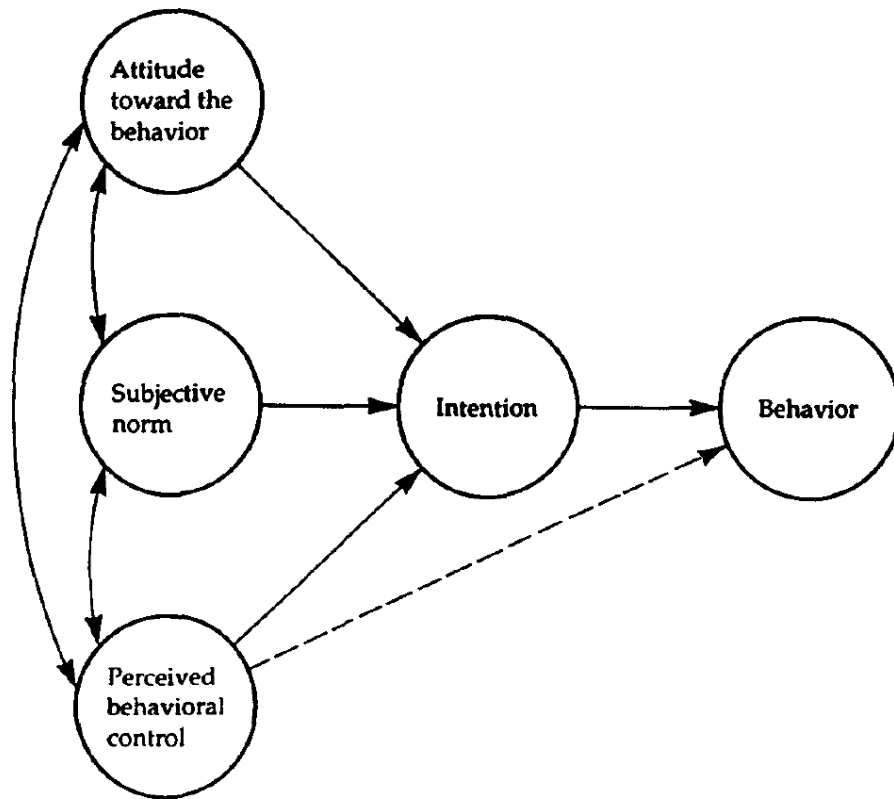 Attitude
toward the
behavior
Subjective
norm
Intention
Behavior
Perceived
behavioral
control